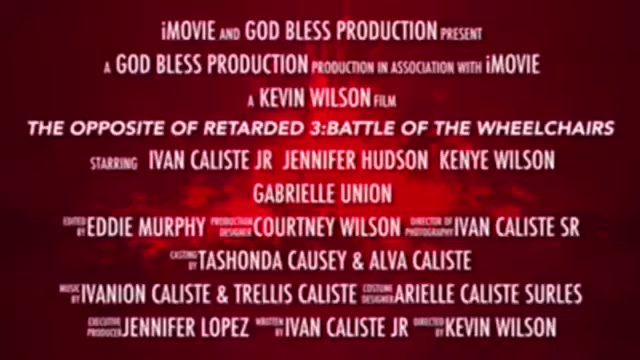 iMOVIE AND GOD BLESS PRODUCTION PRESENT
A GOD BLESS PRODUCTION PRODUCTION IN ASSOCIATION WITH iMOVIE
A KEVIN WILSON FILM
THE OPPOSITE OF RETARDED 3:BATTLE OF THE WHEELCHAIRS
STARRING IVAN CALISTE JR JENNIFER HUDSON KENYE WILSON
GABRIELLE UNION
EDITED BY EDDIE MURPHY PRODUCTION DESIGNER COURTNEY WILSON DIRECTOR OF PHOTOGRAPHY IVAN CALISTE SR
CASTING BY TASHONDA CAUSEY & ALVA CALISTE
MUSIC BY IVANION CALISTE & TRELLIS CALISTE COSTUME DESIGNER ARIELLE CALISTE SURLES
EXECUTIVE PRODUCER JENNIFER LOPEZ WRITTEN BY IVAN CALISTE JR DIRECTED BY KEVIN WILSON